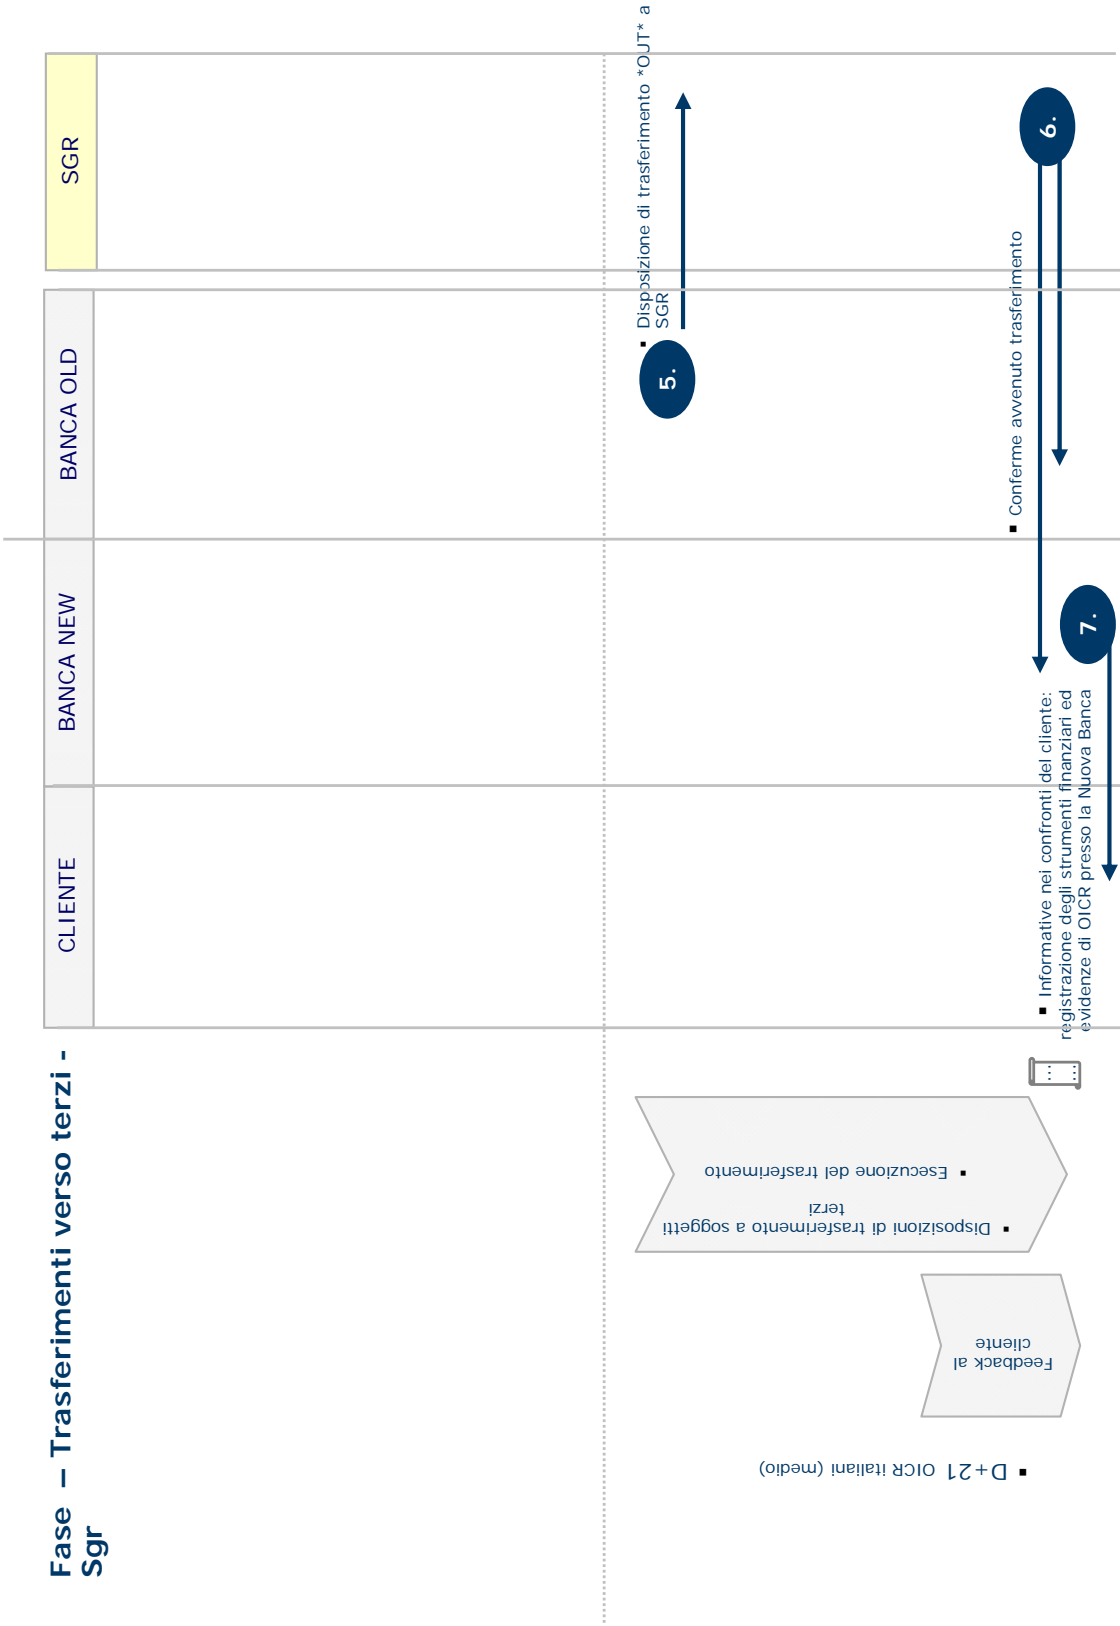 Fase – Trasferimenti verso terzi -
Sgr
CLIENTE
BANCA NEW
BANCA OLD
SGR
▪ Disposizione di trasferimento *OUT* a
SGR
5.
▪ Conferme avvenuto trasferimento
6.
7.
▪ Informative nei confronti del cliente:
registrazione degli strumenti finanziari ed
evidenze di OICR presso la Nuova Banca
▪ Disposizioni di trasferimento a soggetti
terzi
▪ Esecuzione del trasferimento
Feedback al
cliente
▪ D+21 OICR italiani (medio)